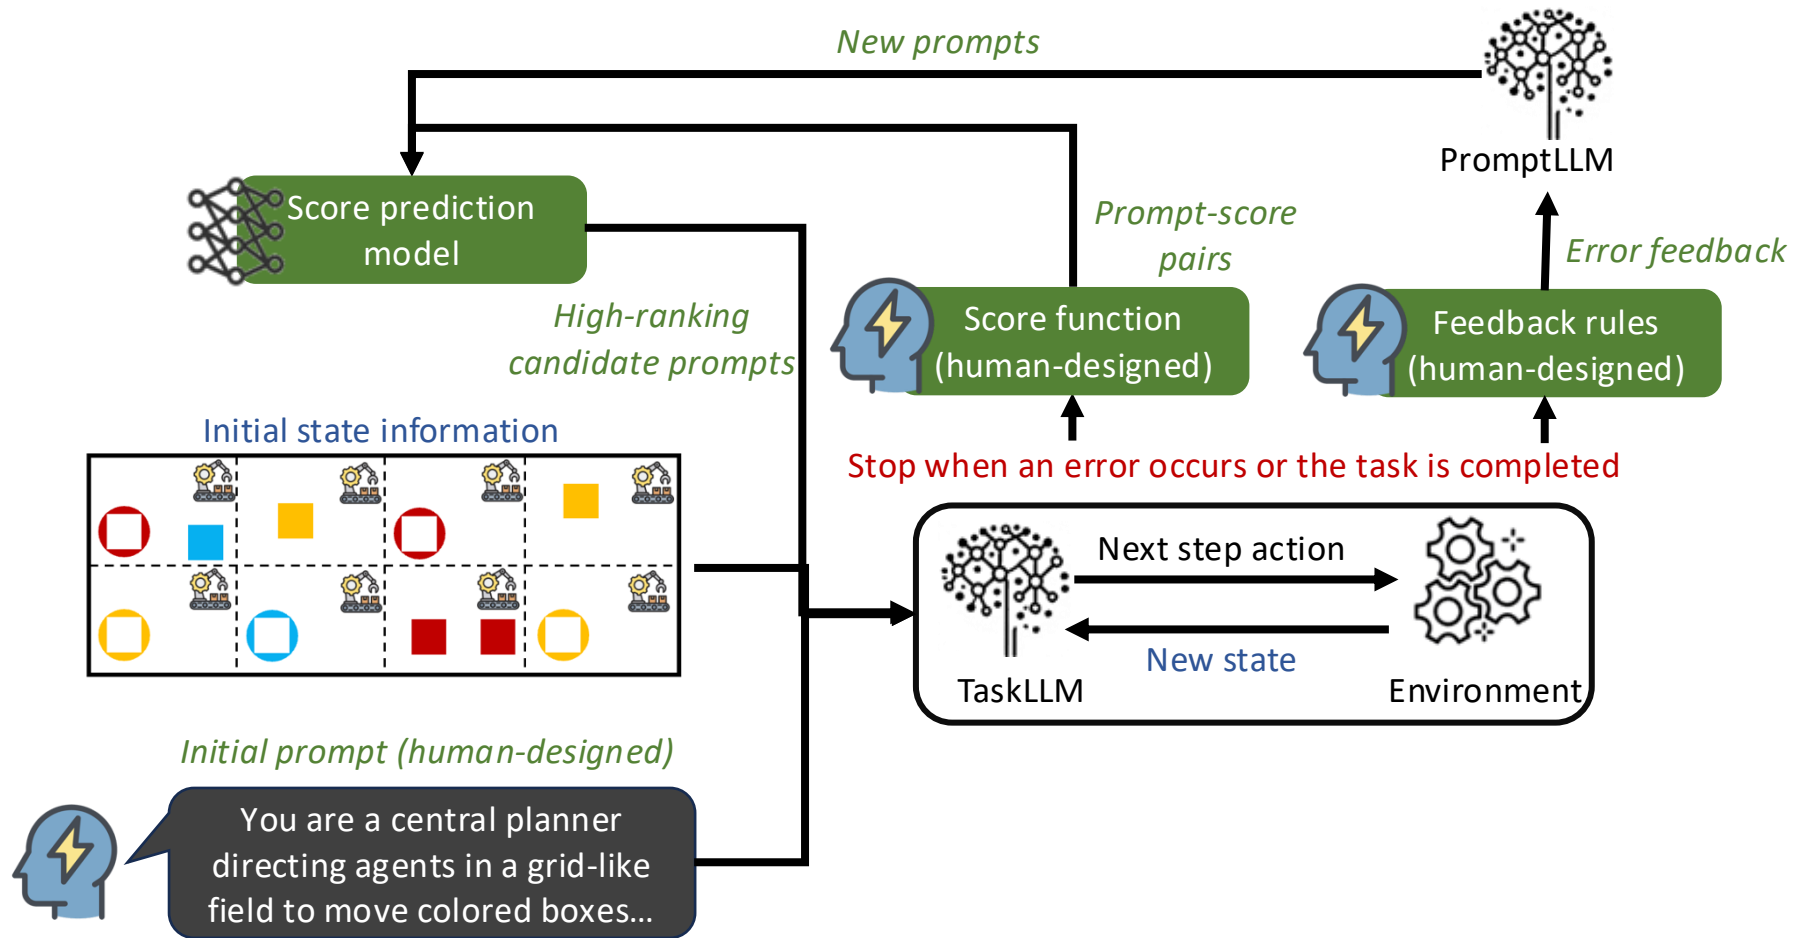 New prompts
PromptLLM
Score prediction
model
Prompt-score
pairs
Error feedback
High-ranking
candidate prompts
Score function
(human-designed)
Feedback rules
(human-designed)
Initial state information
Stop when an error occurs or the task is completed
Next step action
New state
TaskLLM
Environment
Initial prompt (human-designed)
You are a central planner
directing agents in a grid-like
field to move colored boxes...